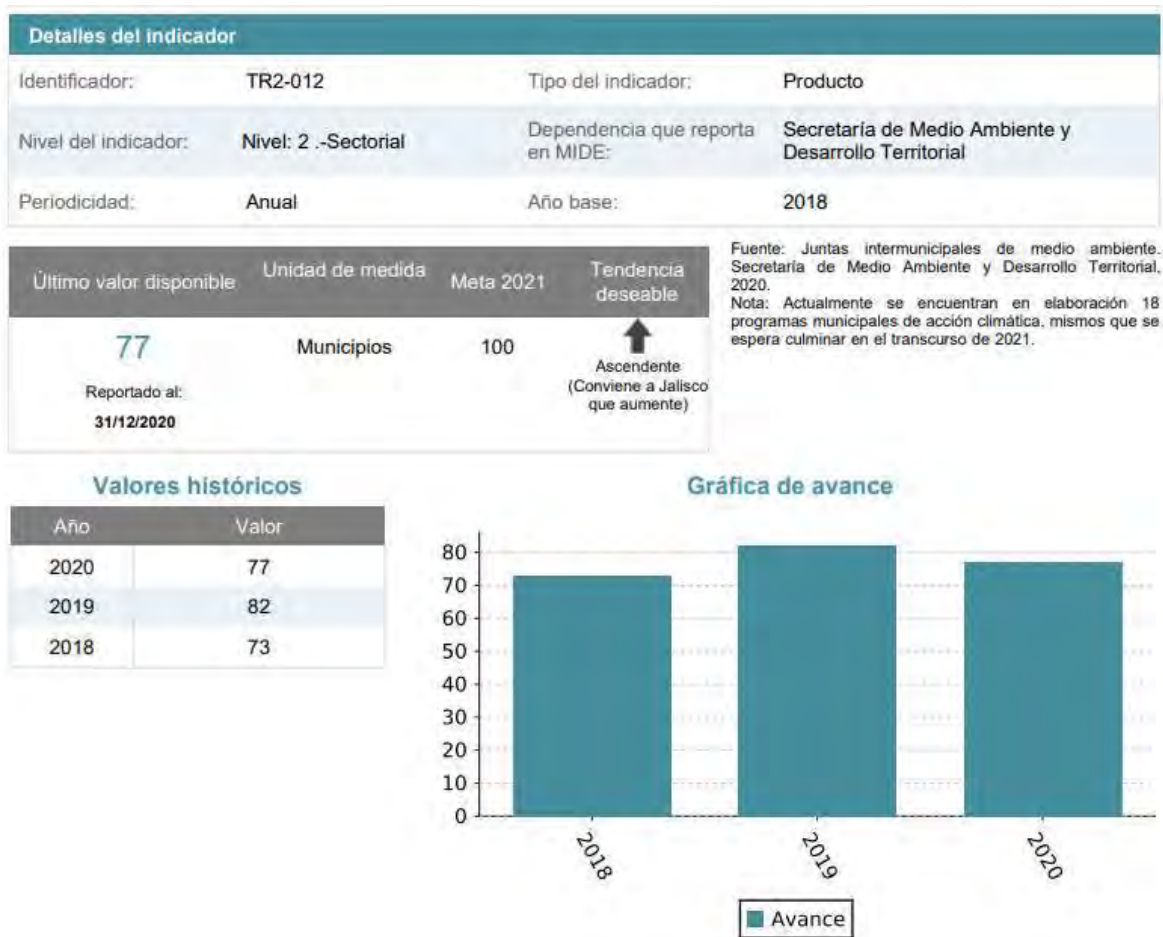 Detalles del indicador
Identificador: TR2-012 Tipo del indicador: Producto
Nivel del indicador: Nivel: 2 .-Sectorial Dependencia que reporta en MIDE: Secretaría de Medio Ambiente y Desarrollo Territorial
Periodicidad: Anual Año base: 2018
Último valor disponible Unidad de medida Meta 2021 Tendencia deseable
77 Municipios 100
Reportado al:
31/12/2020
Ascendente
(Conviene a Jalisco
que aumente)
Fuente: Juntas intermunicipales de medio ambiente.
Secretaría de Medio Ambiente y Desarrollo Territorial,
2020.
Nota: Actualmente se encuentran en elaboración 18
programas municipales de acción climática, mismos que se
espera culminar en el transcurso de 2021.
Valores históricos
Año Valor
2020 77
2019 82
2018 73
Gráfica de avance
80
70
60
50
40
30
20
10
0
2018
2019
2020
Avance